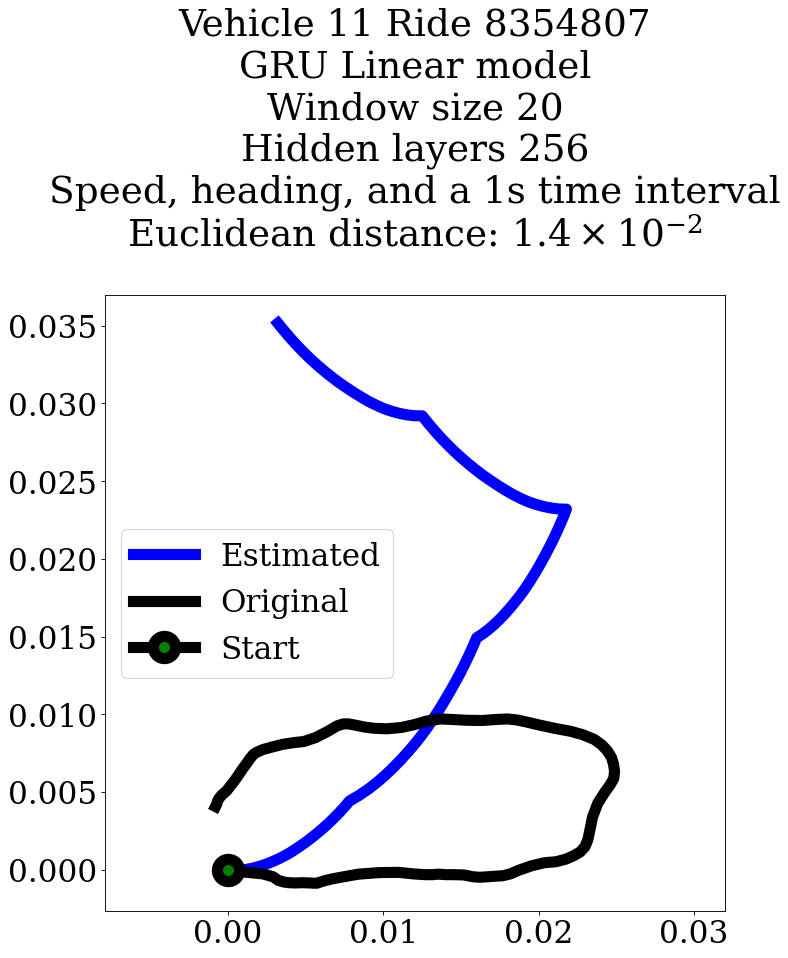 Vehicle 11 Ride 8354807
GRU Linear model
Window size 20
Hidden layers 256
Speed, heading, and a 1s time interval
Euclidean distance: 1.4 × 10⁻²
0.035
0.030
0.025
0.020
0.015
0.010
0.005
0.000
Estimated
Original
Start
0.00 0.01 0.02 0.03